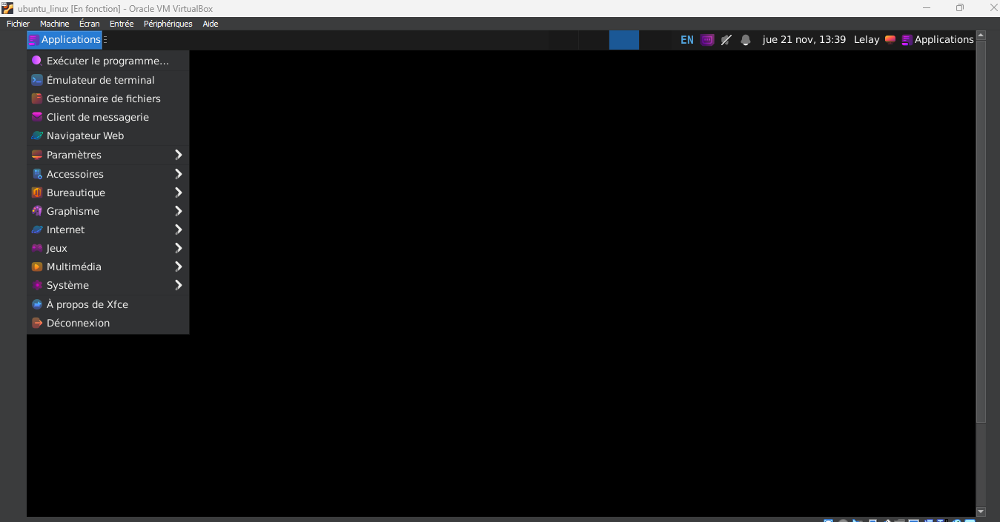 ubuntu_linux [En fonction] - Oracle VM VirtualBox
Fichier Machine Écran Entrée Périphériques Aide
Applications EN jue 21 nov, 13:39 Lelay Applications
Exécuter le programme...
Émulateur de terminal
Gestionnaire de fichiers
Client de messagerie
Navigateur Web
Paramètres
Accessoires
Bureautique
Graphisme
Internet
Jeux
Multimédia
Système
À propos de Xfce
Déconnexion